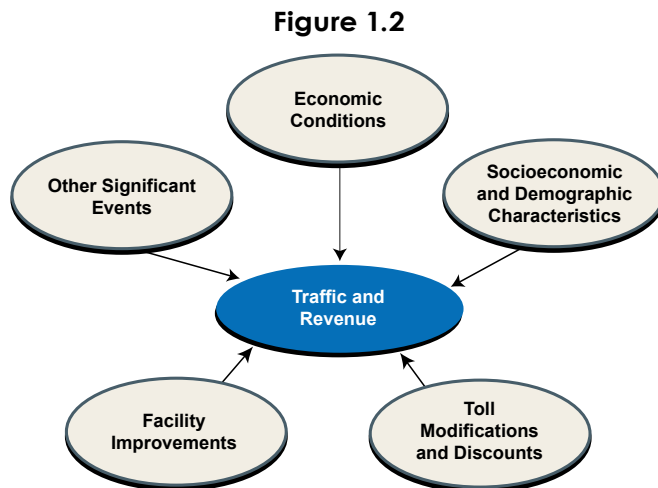 Figure 1.2
Economic
Conditions
Other Significant
Events
Socioeconomic
and Demographic
Characteristics
Traffic and
Revenue
Facility
Improvements
Toll
Modifications
and Discounts